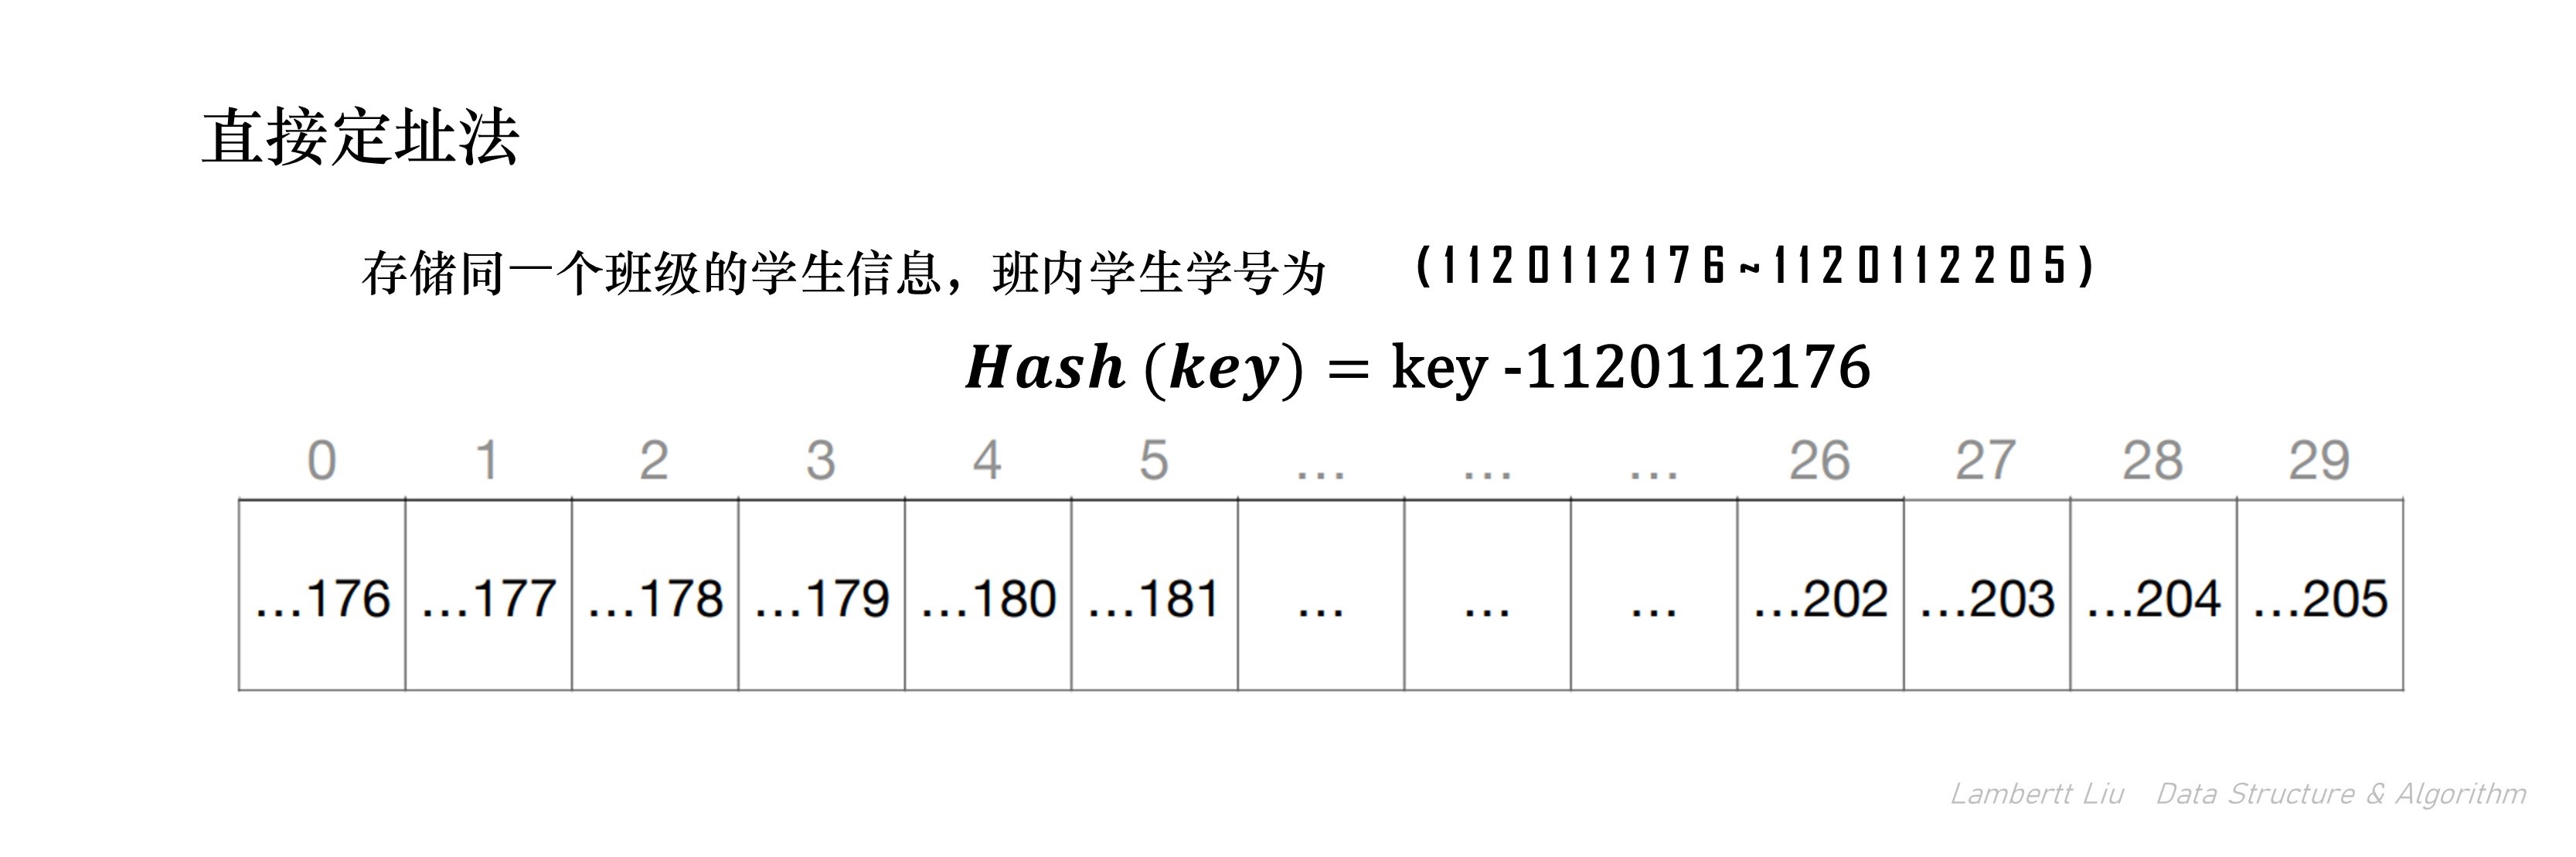 直接定址法
存储同一个班级的学生信息，班内学生学号为 (1120112176~1120112205)
Hash (key) = key -1120112176
0 1 2 3 4 5 ... ... ... 26 27 28 29
...176 ...177 ...178 ...179 ...180 ...181 ... ... ... ...202 ...203 ...204 ...205
Lambertt Liu Data Structure & Algorithm